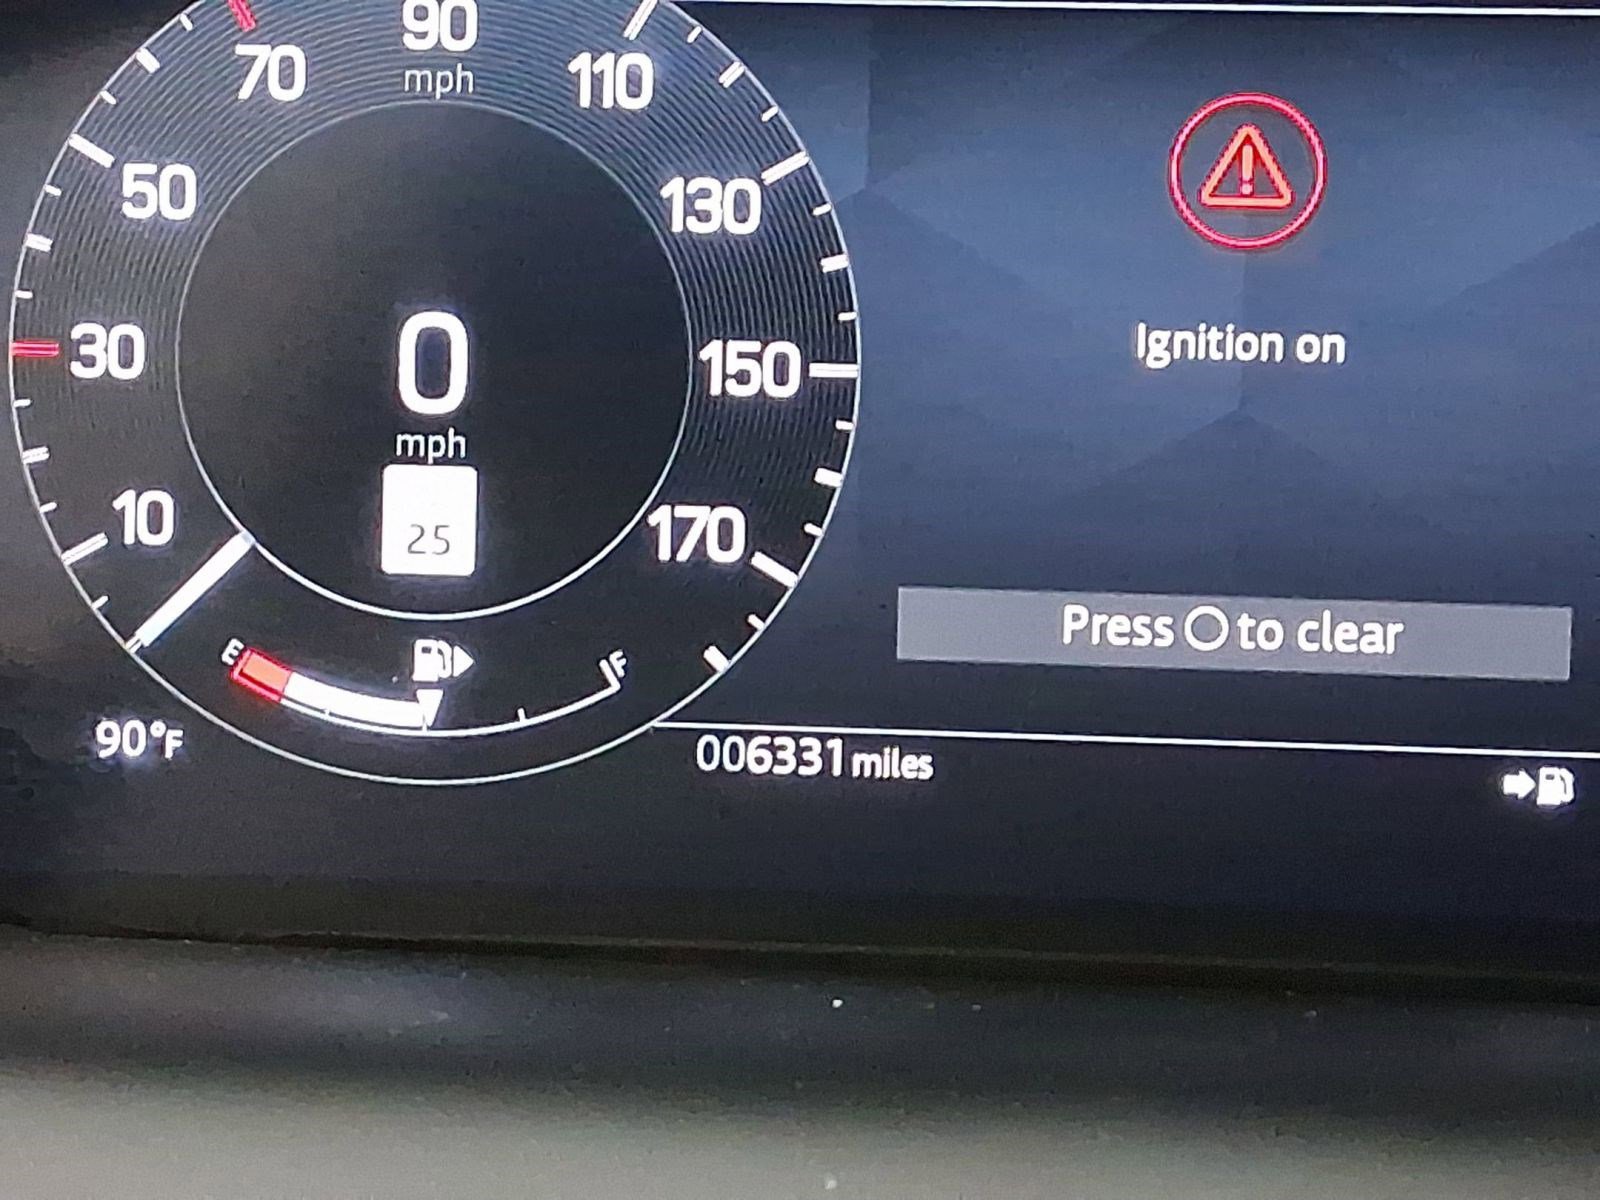 90
mph
70
110
50
130
30
150
10
170
0
mph
25
E
F
90°F
006331 miles
Ignition on
Press O to clear